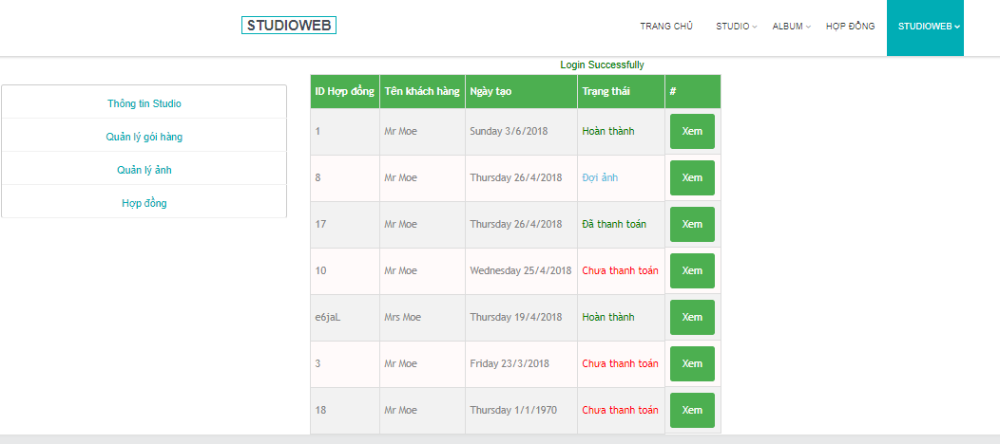 STUDIOWEB
TRANG CHỦ STUDIO ALBUM HỢP ĐỒNG STUDIOWEB
Login Successfully
Thông tin Studio
Quản lý gói hàng
Quản lý ảnh
Hợp đồng
ID Hợp đồng Tên khách hàng Ngày tạo Trạng thái #
1 Mr Moe Sunday 3/6/2018 Hoàn thành Xem
8 Mr Moe Thursday 26/4/2018 Đợi ảnh Xem
17 Mr Moe Thursday 26/4/2018 Đã thanh toán Xem
10 Mr Moe Wednesday 25/4/2018 Chưa thanh toán Xem
e6jaL Mrs Moe Thursday 19/4/2018 Hoàn thành Xem
3 Mr Moe Friday 23/3/2018 Chưa thanh toán Xem
18 Mr Moe Thursday 1/1/1970 Chưa thanh toán Xem